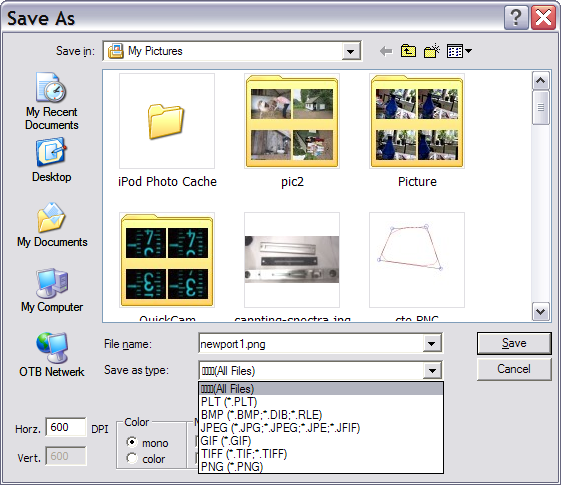 Save As
Save in:
My Pictures
My Recent
Documents
Desktop
My Documents
My Computer
OTB Netwerk
iPod Photo Cache
pic2
Picture
QuickCam
cannting-spectra.jpg
cte.PNG
File name:
newport1.png
Save
Save as type:
▯▯▯▯(All Files)
Cancel
▯▯▯▯(All Files)
PLT (*.PLT)
BMP (*.BMP;*.DIB;*.RLE)
JPEG (*.JPG;*.JPEG;*.JPE;*.JFIF)
GIF (*.GIF)
TIFF (*.TIF;*.TIFF)
PNG (*.PNG)
Horz.
600
DPI
Vert.
600
Color
mono
color